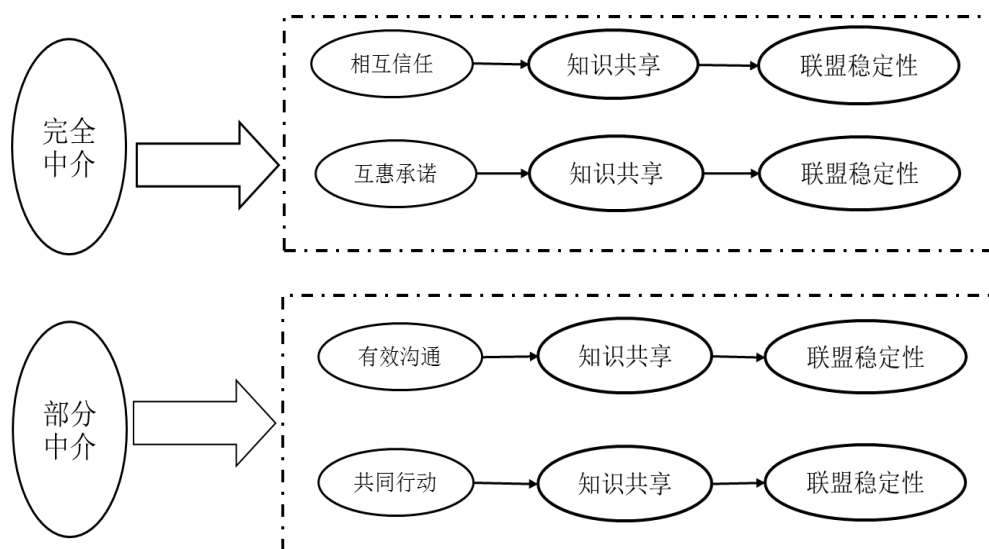 完全
中介
相互信任
知识共享
联盟稳定性
互惠承诺
知识共享
联盟稳定性
部分
中介
有效沟通
知识共享
联盟稳定性
共同行动
知识共享
联盟稳定性